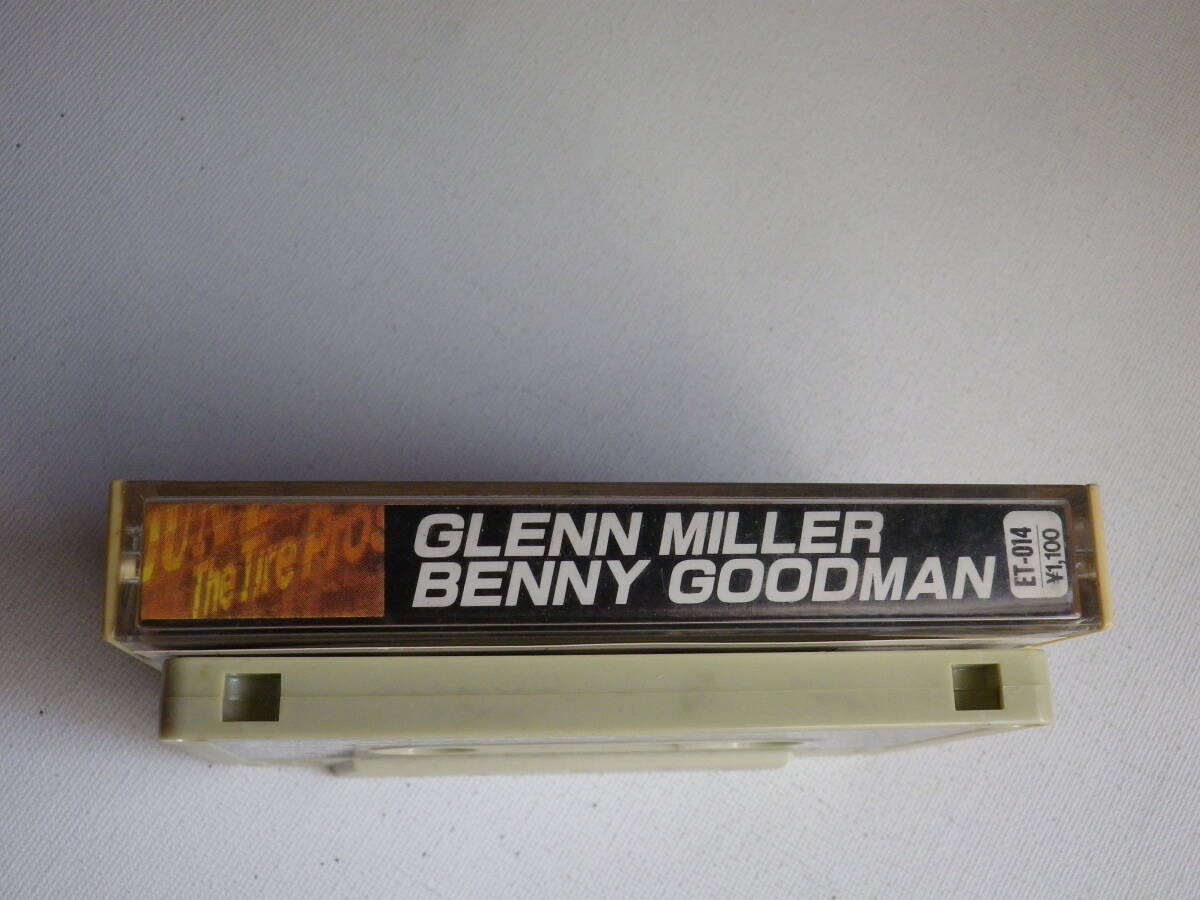 The Tire Pros
GLENN MILLER
BENNY GOODMAN
ET-014
¥1,100